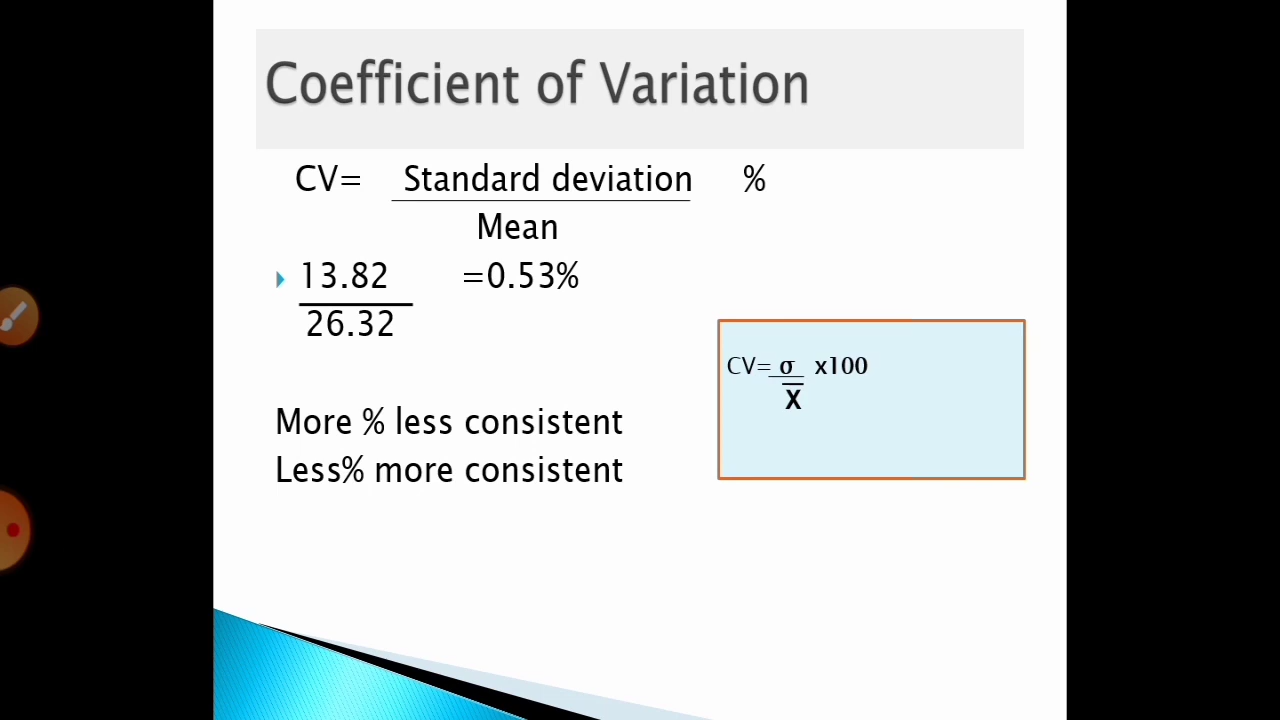 Coefficient of Variation
CV= Standard deviation %
Mean
13.82 =0.53%
26.32
More % less consistent
Less% more consistent
CV= σ x100
X̅